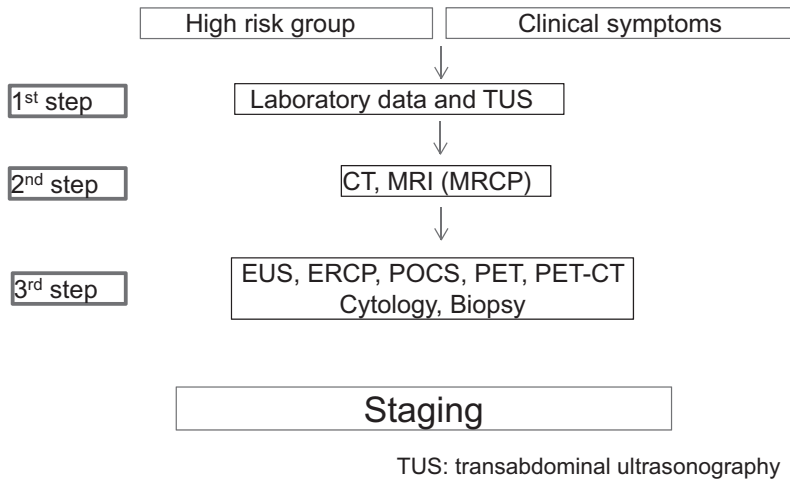 High risk group
Clinical symptoms
1st step
Laboratory data and TUS
2nd step
CT, MRI (MRCP)
3rd step
EUS, ERCP, POCS, PET, PET-CT
Cytology, Biopsy
Staging
TUS: transabdominal ultrasonography